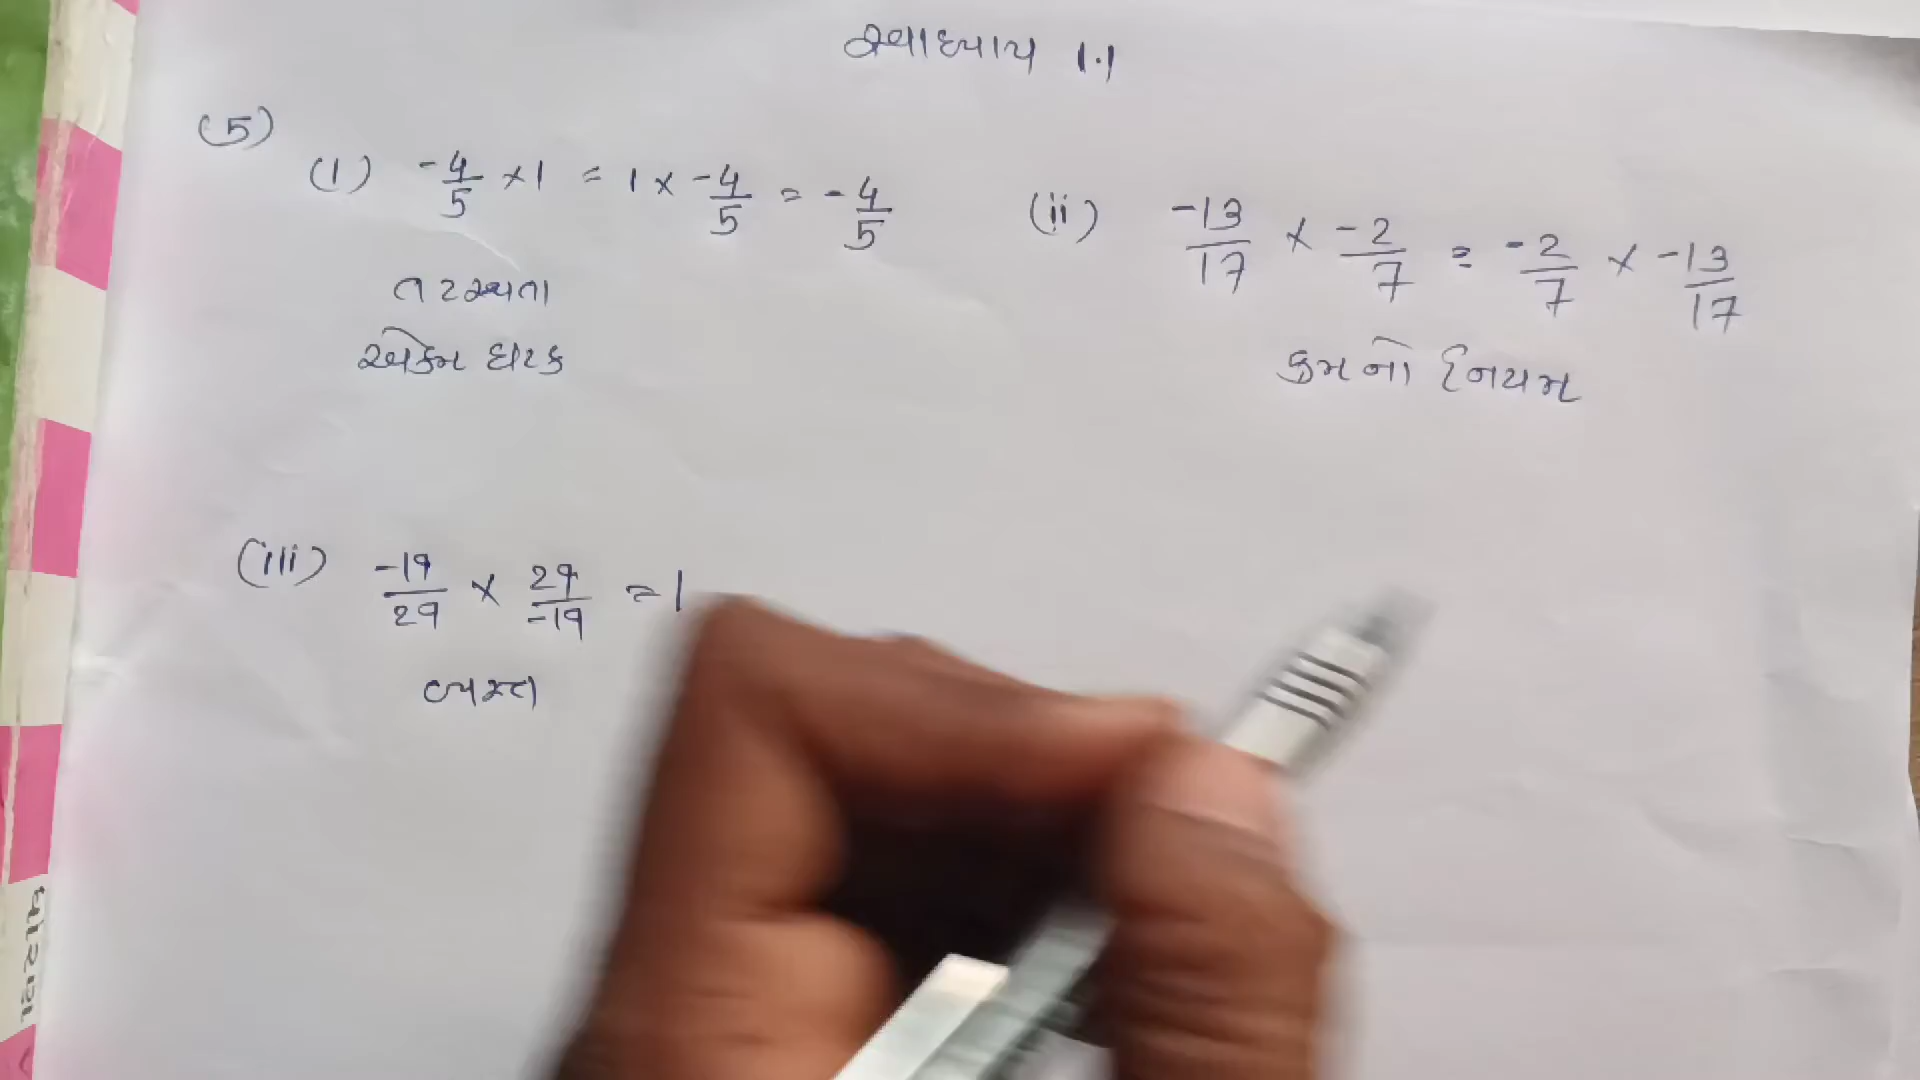 સ્વાધ્યાય 1.1
(5)
(i) -4/5 × 1 = 1 × -4/5 = -4/5
તટસ્થતા
એકમ ઘટક
(ii) -13/17 × -2/7 = -2/7 × -13/17
ક્રમનો નિયમ
(iii) -19/29 × 29/-19 = 1
વ્યસ્ત